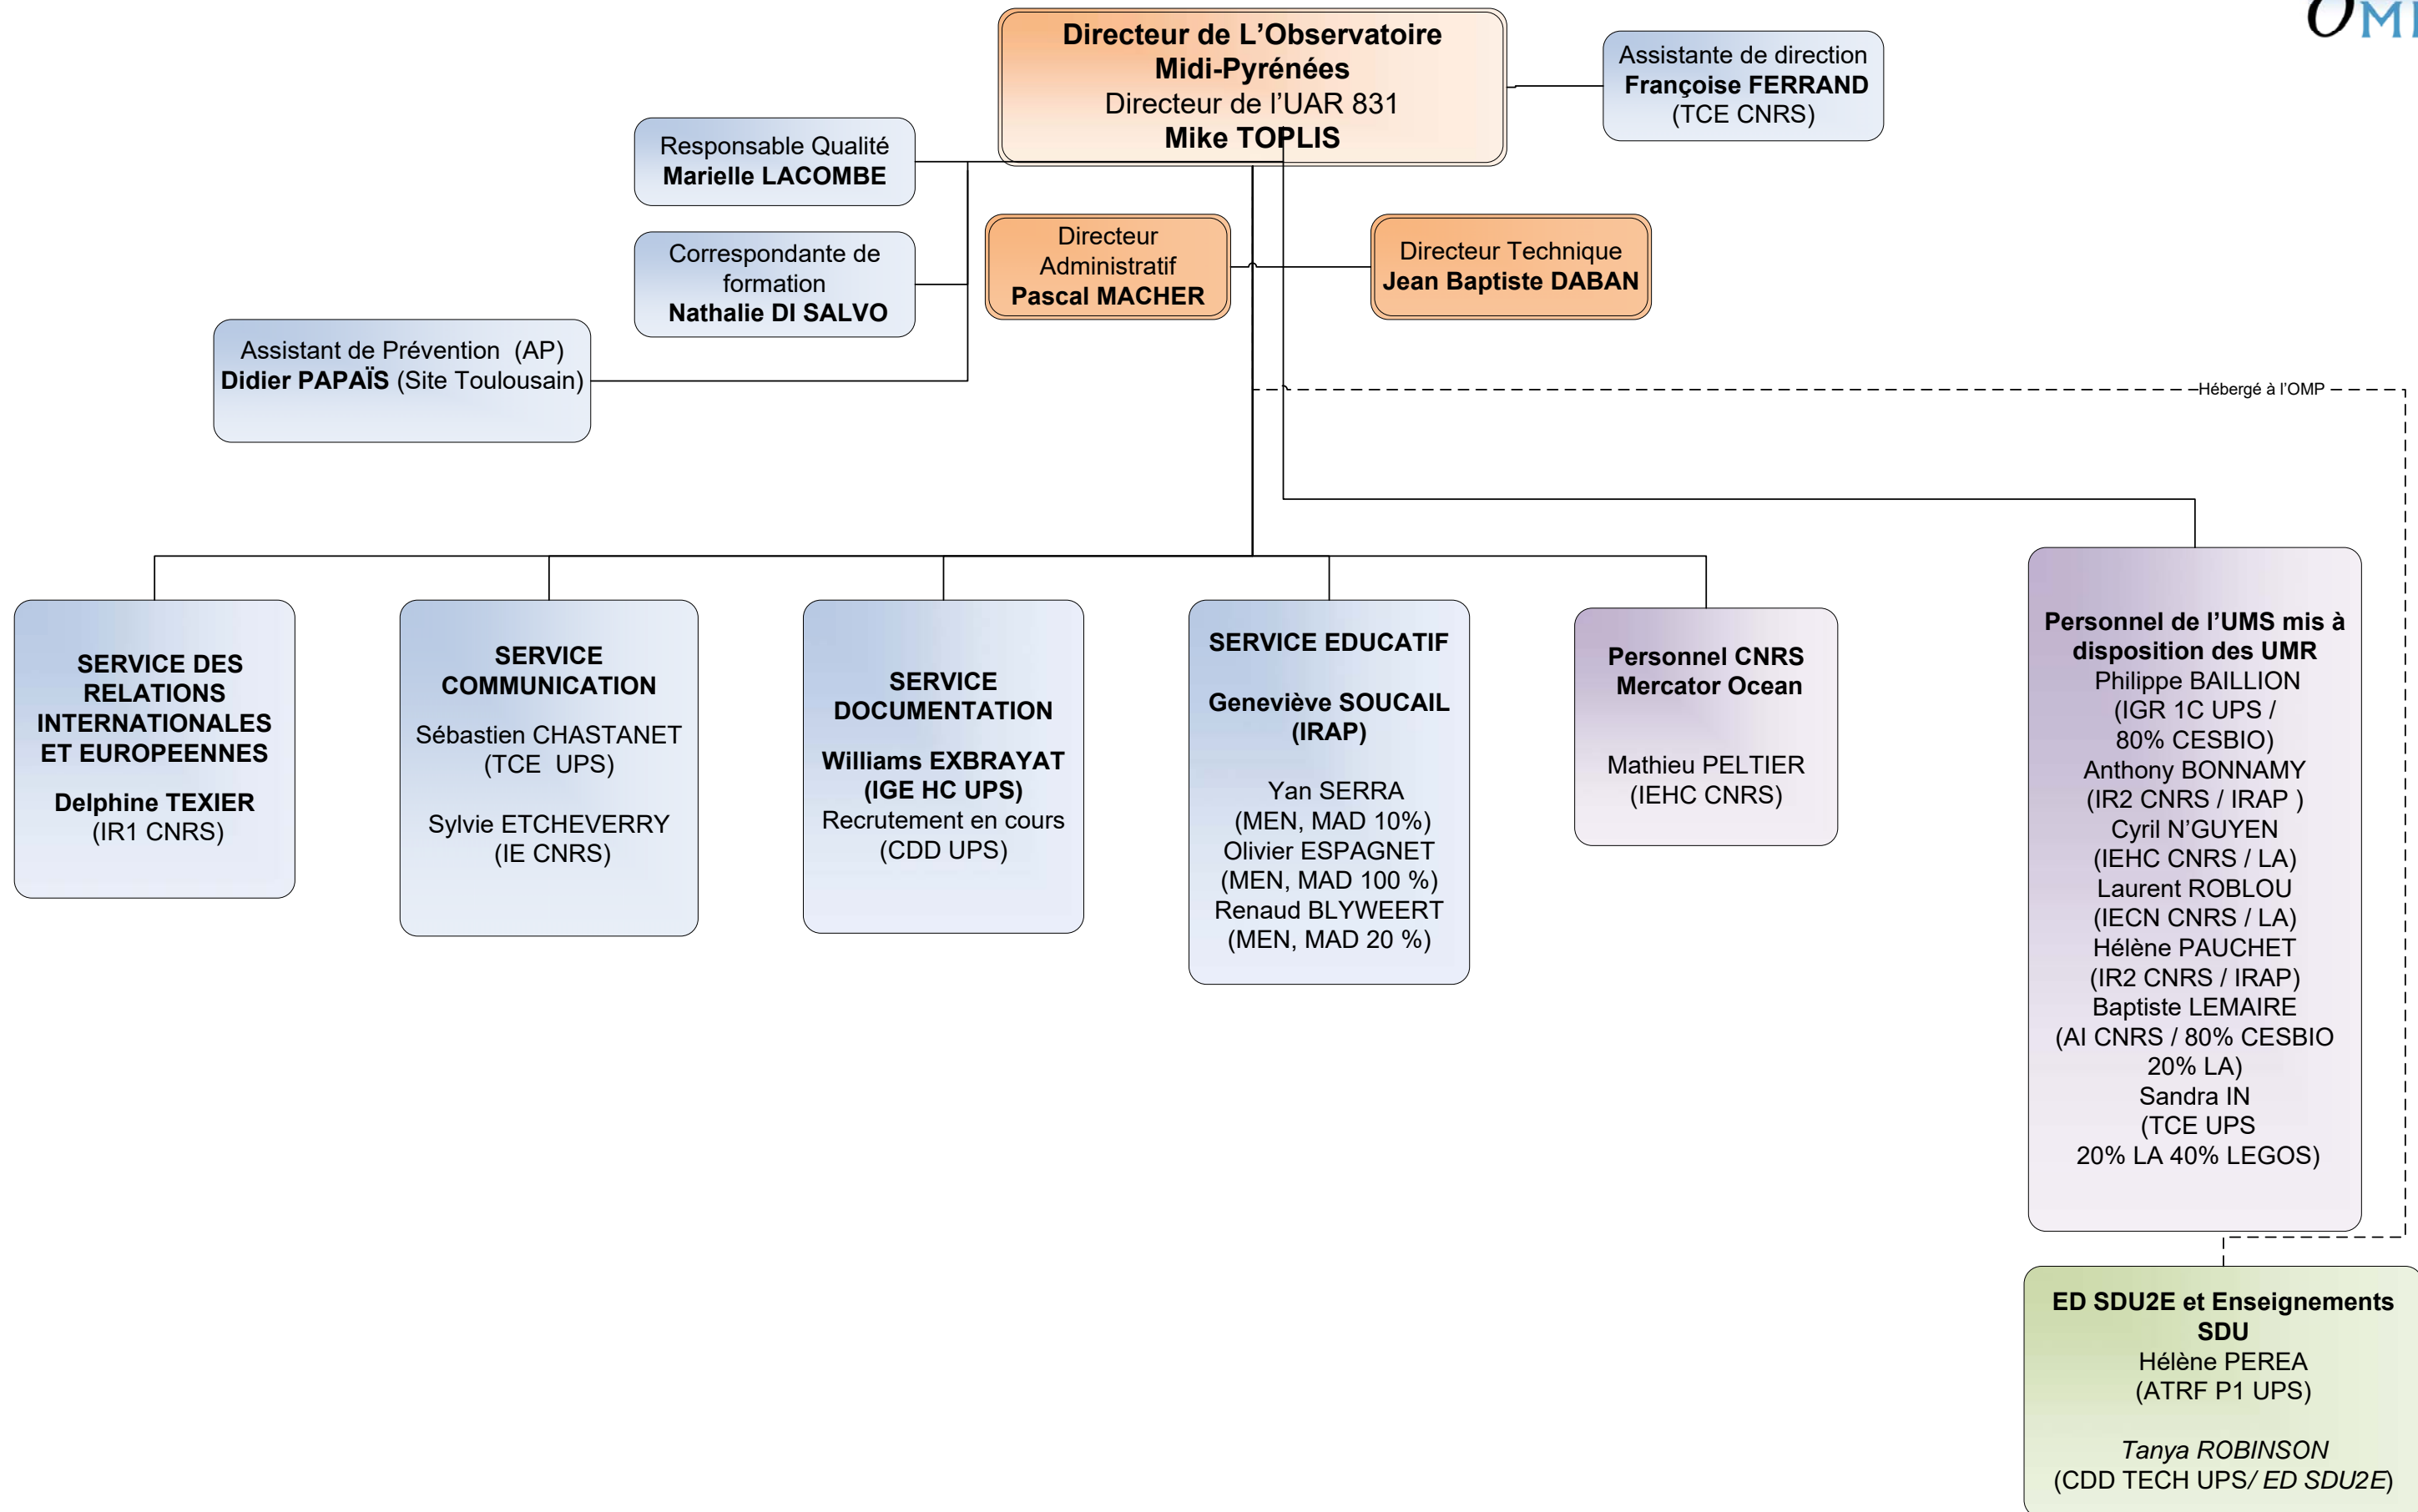 OM
Directeur de L'Observatoire
Midi-Pyrénées
Directeur de l'UAR 831
Mike TOPLIS
Assistante de direction
Françoise FERRAND
(TCE CNRS)
Responsable Qualité
Marielle LACOMBE
Correspondante de
formation
Nathalie DI SALVO
Directeur
Administratif
Pascal MACHER
Directeur Technique
Jean Baptiste DABAN
Assistant de Prévention (AP)
Didier PAPAÏS (Site Toulousain)
Hébergé à l'OMP
SERVICE DES
RELATIONS
INTERNATIONALES
ET EUROPEENNES
Delphine TEXIER
(IR1 CNRS)
SERVICE
COMMUNICATION
Sébastien CHASTANET
(TCE UPS)
Sylvie ETCHEVERRY
(IE CNRS)
SERVICE
DOCUMENTATION
Williams EXBRAYAT
(IGE HC UPS)
Recrutement en cours
(CDD UPS)
SERVICE EDUCATIF
Geneviève SOUCAIL
(IRAP)
Yan SERRA
(MEN, MAD 10%)
Olivier ESPAGNET
(MEN, MAD 100 %)
Renaud BLYWEERT
(MEN, MAD 20 %)
Personnel CNRS
Mercator Ocean
Mathieu PELTIER
(IEHC CNRS)
Personnel de l'UMS mis à
disposition des UMR
Philippe BAILLION
(IGR 1C UPS /
80% CESBIO)
Anthony BONNAMY
(IR2 CNRS / IRAP )
Cyril N'GUYEN
(IEHC CNRS / LA)
Laurent ROBLOU
(IECN CNRS / LA)
Hélène PAUCHET
(IR2 CNRS / IRAP)
Baptiste LEMAIRE
(AI CNRS / 80% CESBIO
20% LA)
Sandra IN
(TCE UPS
20% LA 40% LEGOS)
ED SDU2E et Enseignements
SDU
Hélène PEREA
(ATRF P1 UPS)
Tanya ROBINSON
(CDD TECH UPS/ ED SDU2E)